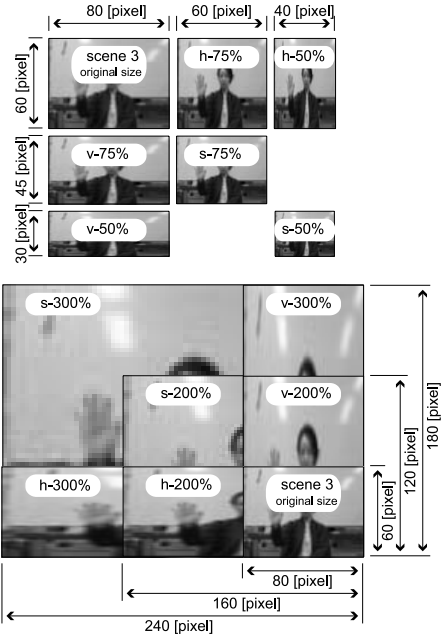 80 [pixel]
60 [pixel]
40 [pixel]
60 [pixel]
scene 3
original size
h-75%
h-50%
45 [pixel]
v-75%
s-75%
30 [pixel]
v-50%
s-50%
s-300%
v-300%
s-200%
v-200%
h-300%
h-200%
scene 3
original size
60 [pixel]
120 [pixel]
180 [pixel]
80 [pixel]
160 [pixel]
240 [pixel]